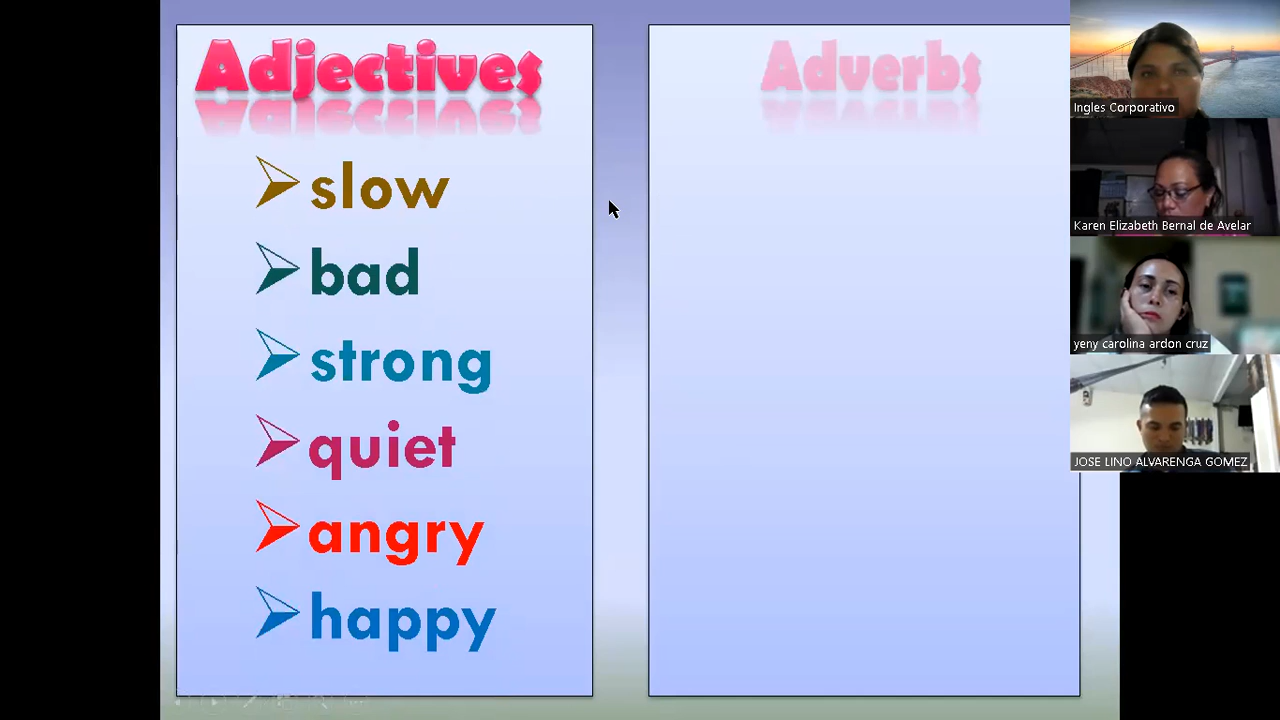 Adjectives
slow
bad
strong
quiet
angry
happy
Adverbs
Ingles Corporativo
Karen Elizabeth Bernal de Avelar
yeny carolina ardon cruz
JOSE LINO ALVARENGA GOMEZ